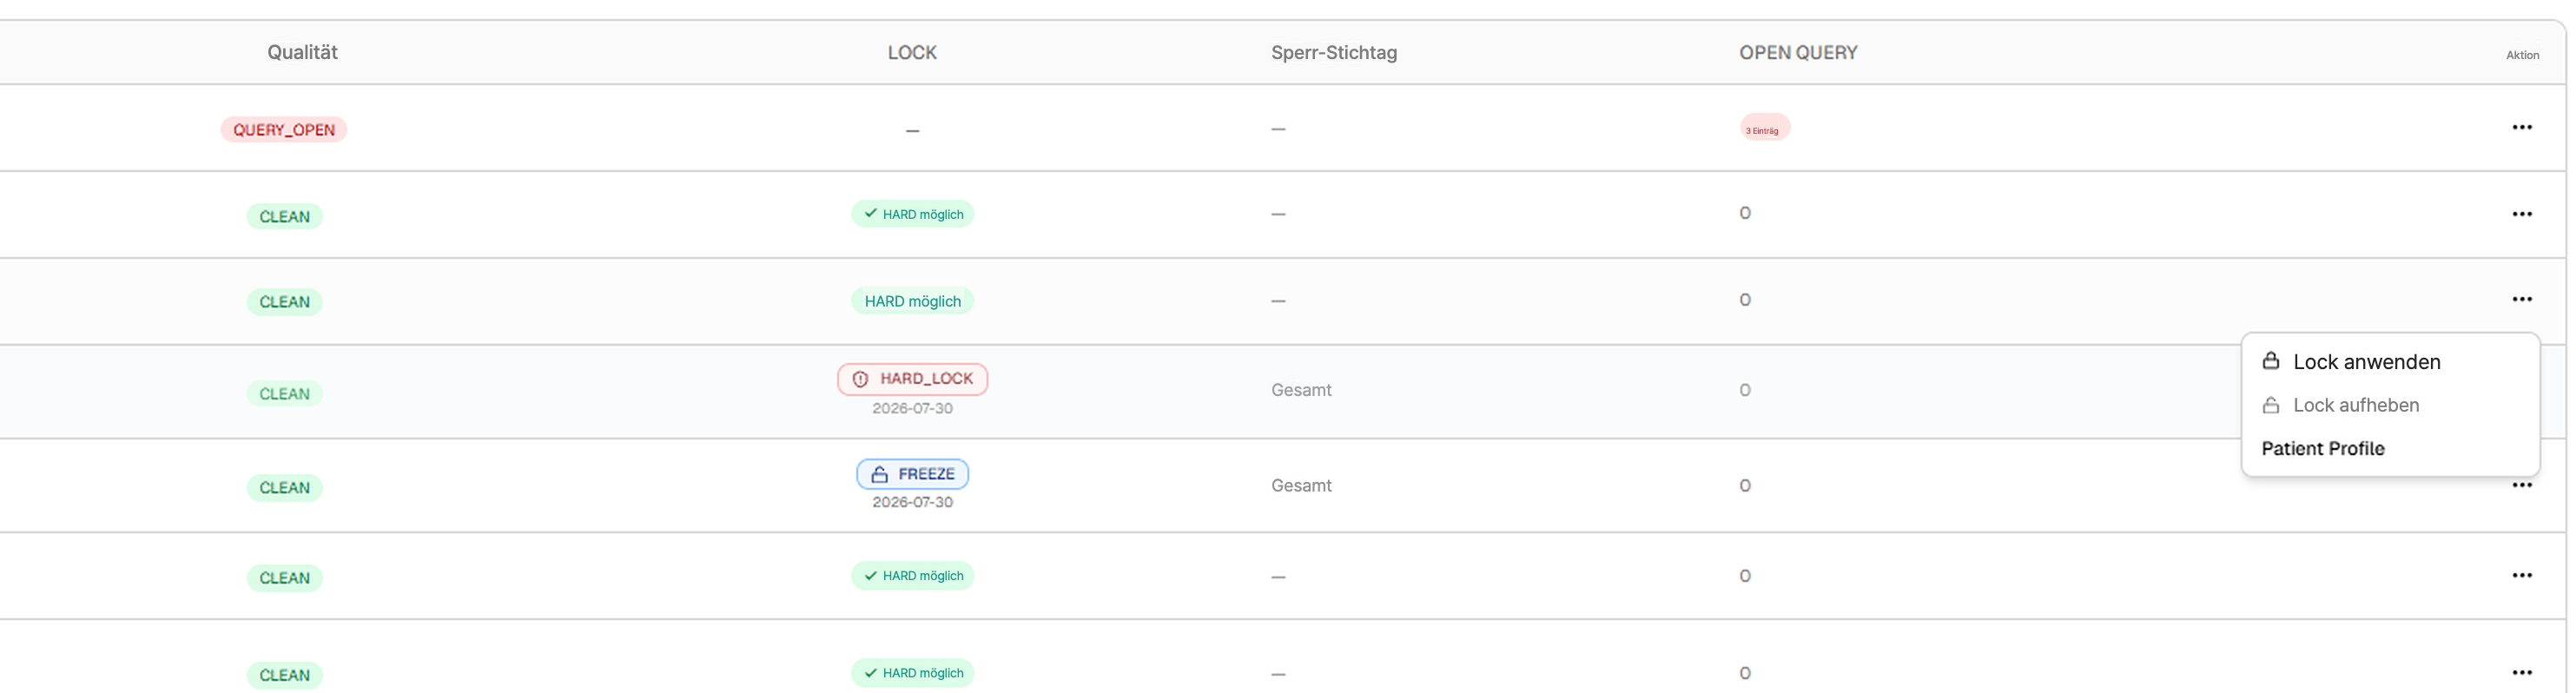 Qualität LOCK Sperr-Stichtag OPEN QUERY Aktion
QUERY_OPEN — — 3 Einträg ...
CLEAN HARD möglich — 0 ...
CLEAN HARD möglich — 0 ...
CLEAN HARD_LOCK Gesamt 0
2026-07-30
Lock anwenden
Lock aufheben
Patient Profile
CLEAN FREEZE Gesamt 0 ...
2026-07-30
CLEAN HARD möglich — 0 ...
CLEAN HARD möglich — 0 ...